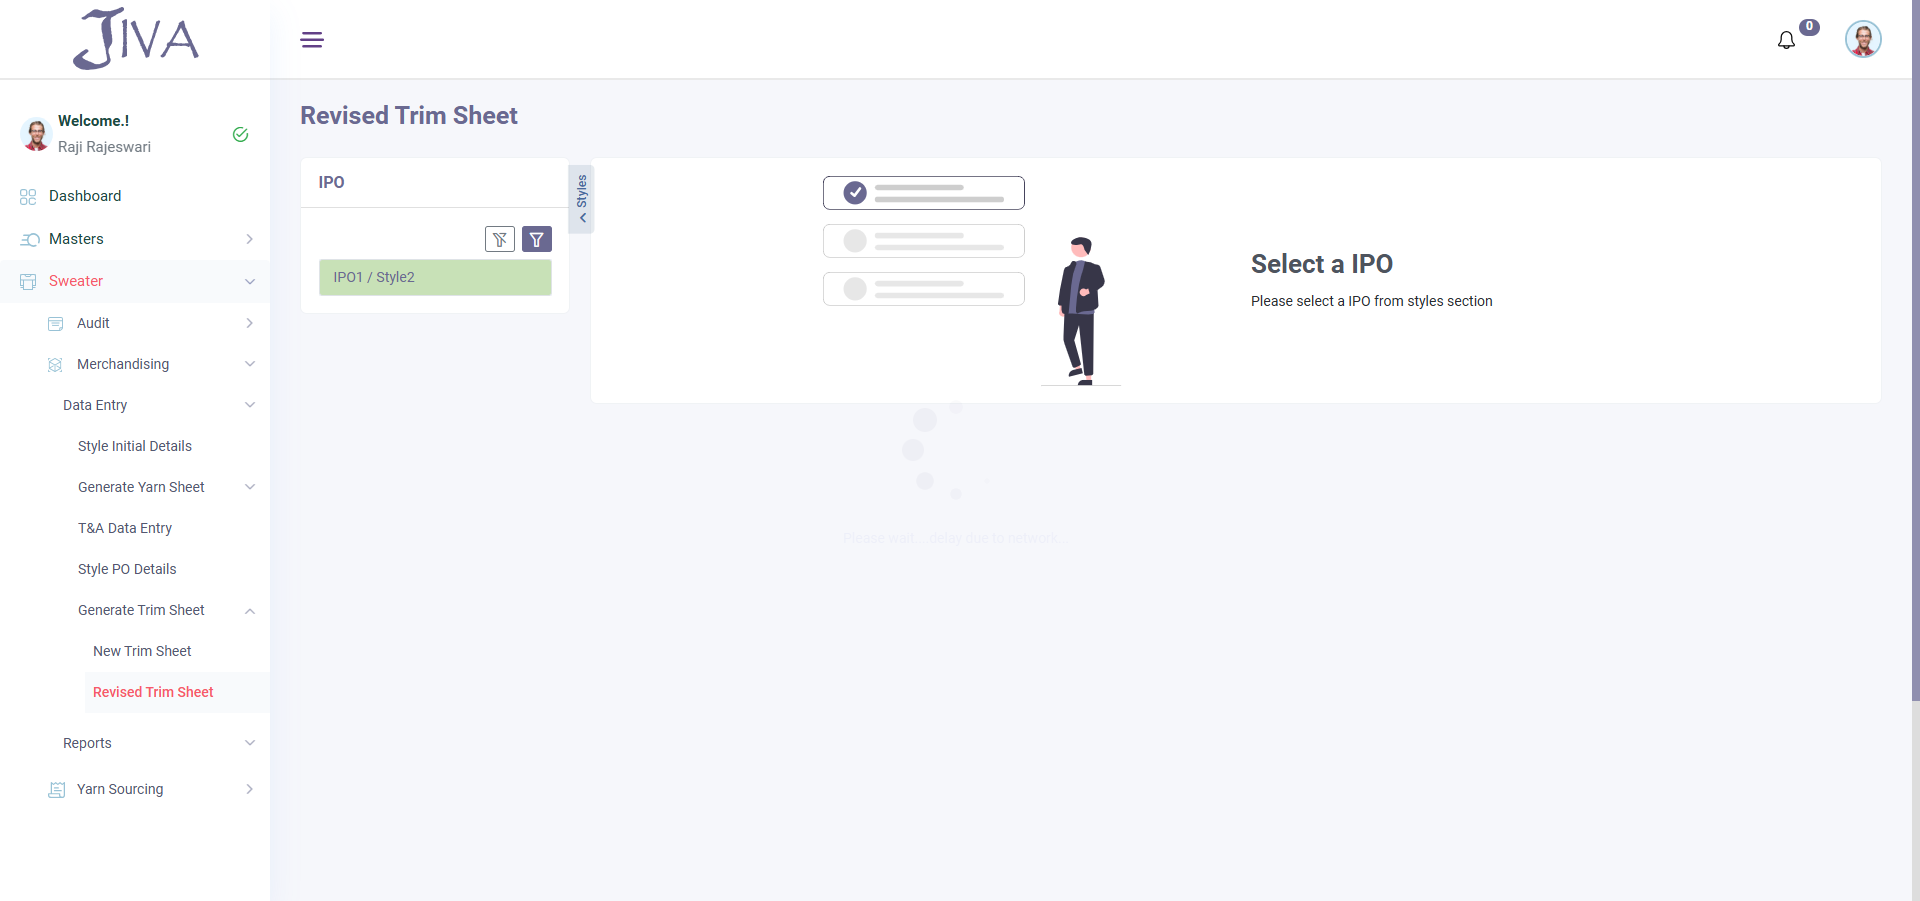 JIVA
0
Welcome.!
Raji Rajeswari
Dashboard
Masters
Sweater
Audit
Merchandising
Data Entry
Style Initial Details
Generate Yarn Sheet
T&A Data Entry
Style PO Details
Generate Trim Sheet
New Trim Sheet
Revised Trim Sheet
Reports
Yarn Sourcing
Revised Trim Sheet
IPO
IPO1 / Style2
Styles
Select a IPO
Please select a IPO from styles section
Please wait... delay due to network..